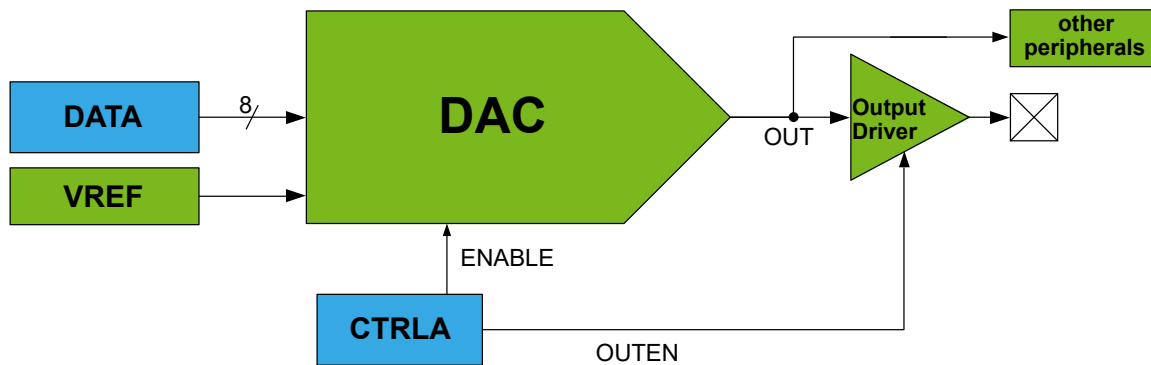 other
peripherals
DATA
8
DAC
Output
Driver
OUT
VREF
ENABLE
CTRLA
OUTEN